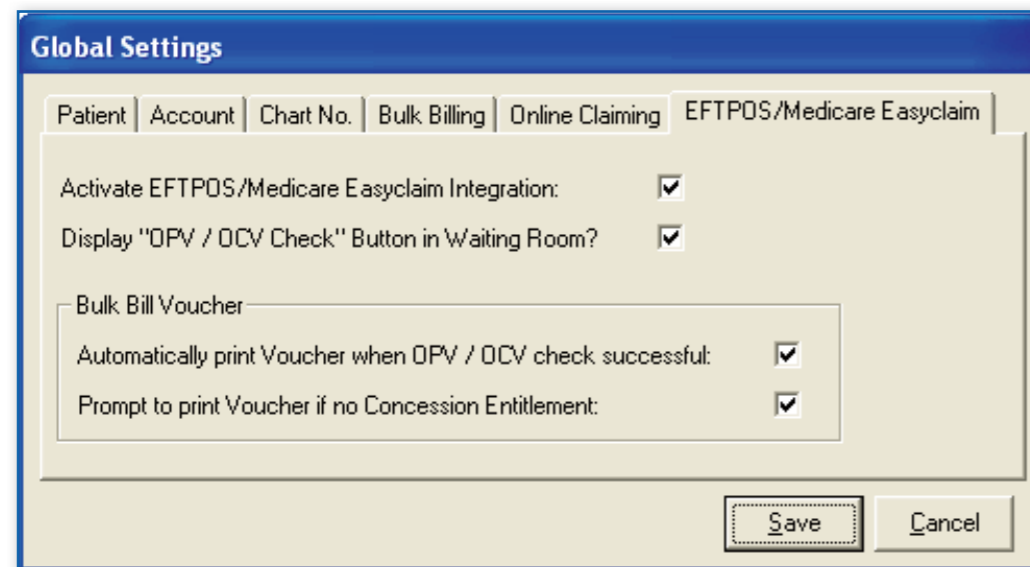 Global Settings
Patient Account Chart No. Bulk Billing Online Claiming EFTPOS/Medicare Easyclaim
Activate EFTPOS/Medicare Easyclaim Integration:
Display "OPV / OCV Check" Button in Waiting Room?
Bulk Bill Voucher
Automatically print Voucher when OPV / OCV check successful:
Prompt to print Voucher if no Concession Entitlement:
Save Cancel